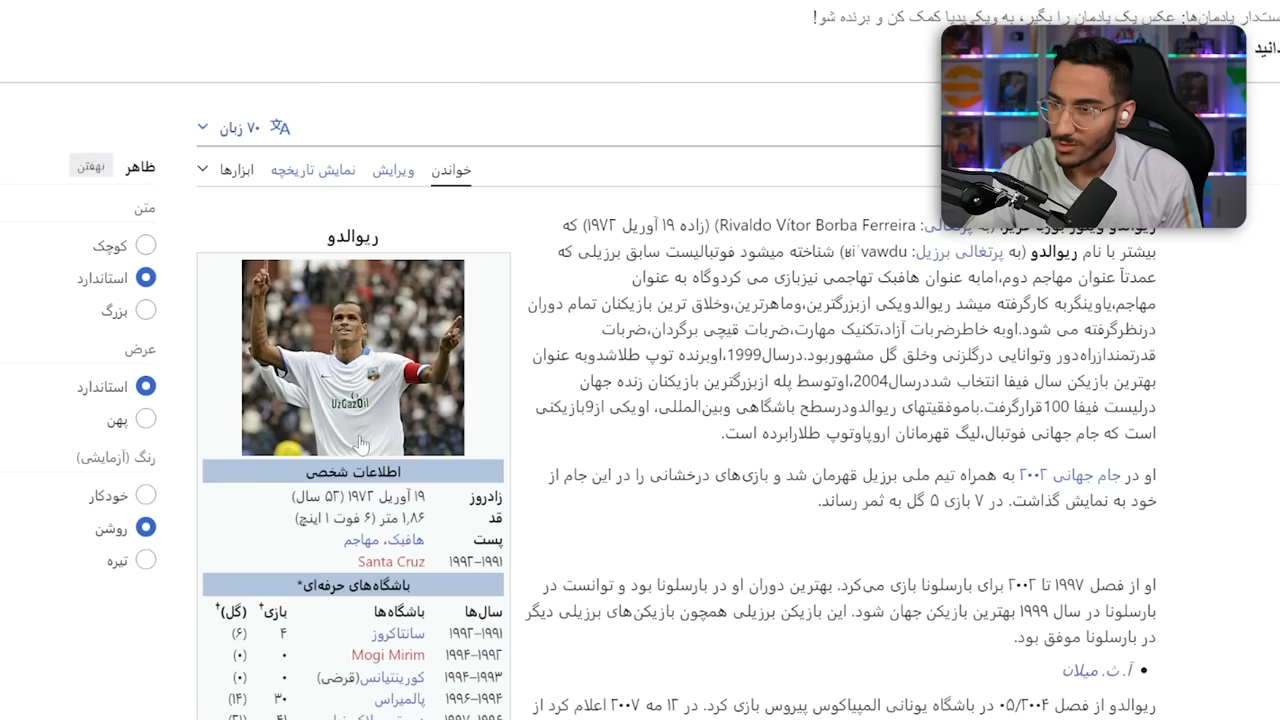 یادمان‌ها: عکس یک یادمان را بگیر، به ویکی‌پدیا کمک کن و برنده شو!
۷۰ زبان
خواندن
ویرایش
نمایش تاریخچه
ابزارها
ظاهر
نهفتن
متن
کوچک
استاندارد
بزرگ
عرض
استاندارد
پهن
رنگ (آزمایشی)
خودکار
روشن
تیره
پرتغالی: Rivaldo Vítor Borba Ferreira) (زاده ۱۹ آوریل ۱۹۷۲) که
بیشتر با نام ریوالدو (به پرتغالی برزیل: ʁiˈvawdu) شناخته میشود فوتبالیست سابق برزیلی که
عمدتاً عنوان مهاجم دوم،امابه عنوان هافبک تهاجمی نیزبازی می کردوگاه به عنوان
مهاجم،یاوینگربه کارگرفته میشد ریوالدویکی ازبزرگترین،وماهرترین،وخلاق ترین بازیکنان تمام دوران
درنظرگرفته می شود.اوبه خاطرضربات آزاد،تکنیک مهارت،ضربات قیچی برگردان،ضربات
قدرتمندازراه‌دور وتوانایی درگلزنی وخلق گل مشهوربود.درسال1999،اوبرنده توپ طلاشدوبه عنوان
بهترین بازیکن سال فیفا انتخاب شددرسال2004،اوتوسط پله ازبزرگترین بازیکنان زنده جهان
درلیست فیفا 100قرارگرفت.باموفقیتهای ریوالدودرسطح باشگاهی وبین‌المللی، اویکی از9بازیکنی
است که جام جهانی فوتبال،لیگ قهرمانان اروپاوتوپ طلارابرده است.
او در جام جهانی ۲۰۰۲ به همراه تیم ملی برزیل قهرمان شد و بازی‌های درخشانی را در این جام از
خود به نمایش گذاشت. در ۷ بازی ۵ گل به ثمر رساند.
او از فصل ۱۹۹۷ تا ۲۰۰۲ برای بارسلونا بازی می‌کرد. بهترین دوران او در بارسلونا بود و توانست در
بارسلونا در سال ۱۹۹۹ بهترین بازیکن جهان شود. این بازیکن برزیلی همچون بازیکن‌های برزیلی دیگر
در بارسلونا موفق بود.
• آ. ث. میلان
ریوالدو از فصل ۰۵/۲۰۰۴ در باشگاه یونانی المپیاکوس پیروس بازی کرد. در ۱۲ مه ۲۰۰۷ اعلام کرد از
ریوالدو
UzGazOil
اطلاعات شخصی
زادروز ۱۹ آوریل ۱۹۷۲ (۵۲ سال)
قد ۱٫۸۶ متر (۶ فوت ۱ اینچ)
پست هافبک، مهاجم
۱۹۹۱–۱۹۹۲ Santa Cruz
باشگاه‌های حرفه‌ای*
سال‌ها باشگاه‌ها بازی† (گل)†
۱۹۹۱–۱۹۹۲ سانتاکروز ۴ (۶)
۱۹۹۲–۱۹۹۴ Mogi Mirim ۰ (۰)
۱۹۹۳–۱۹۹۴ کورینتیانس(قرضی) ۰ (۰)
۱۹۹۴–۱۹۹۶ پالمیراس ۳۰ (۱۴)